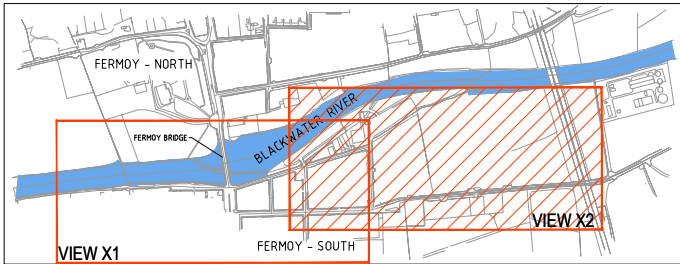 FERMOY - NORTH
FERMOY BRIDGE
BLACKWATER RIVER
VIEW X2
VIEW X1
FERMOY - SOUTH